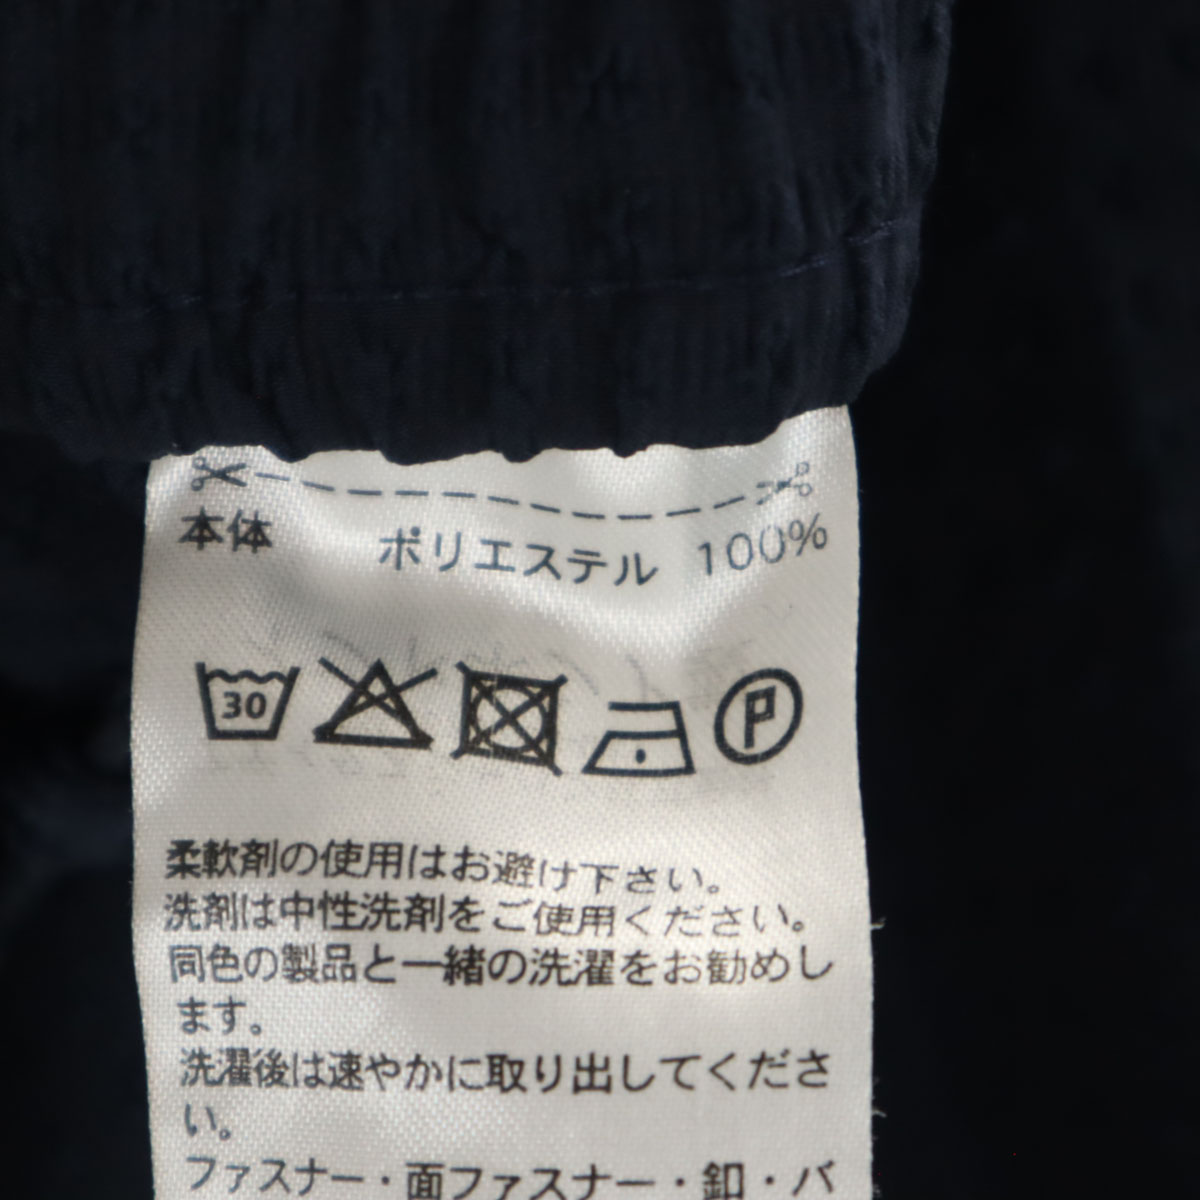 本体 ポリエステル 100%
30 P
柔軟剤の使用はお避け下さい。
洗剤は中性洗剤をご使用ください。
同色の製品と一緒の洗濯をお勧めし
ます。
洗濯後は速やかに取り出してくださ
い。
ファスナー・面ファスナー・釦・バ